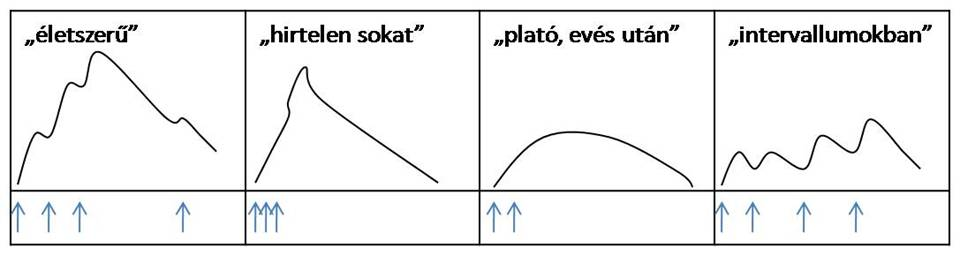 „életszerű”
„hirtelen sokat”
„plató, evés után”
„intervallumokban”